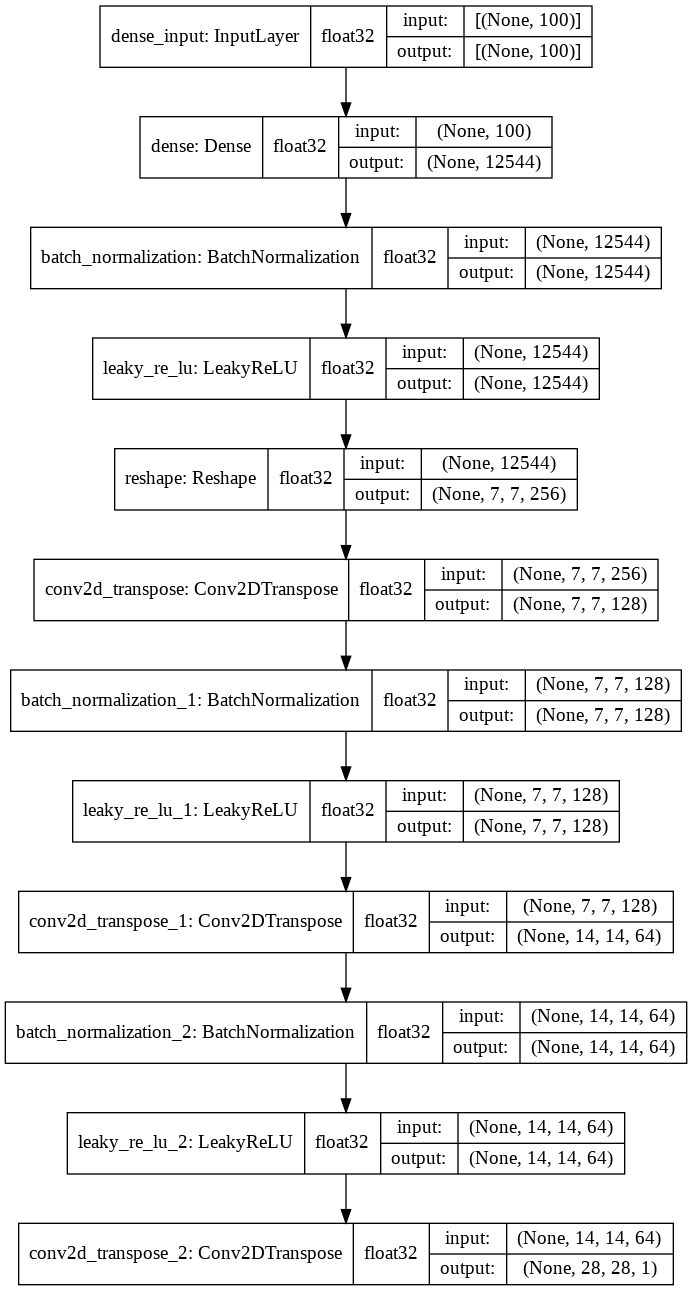 dense_input: InputLayer float32 input: [(None, 100)]
output: [(None, 100)]
dense: Dense float32 input: (None, 100)
output: (None, 12544)
batch_normalization: BatchNormalization float32 input: (None, 12544)
output: (None, 12544)
leaky_re_lu: LeakyReLU float32 input: (None, 12544)
output: (None, 12544)
reshape: Reshape float32 input: (None, 12544)
output: (None, 7, 7, 256)
conv2d_transpose: Conv2DTranspose float32 input: (None, 7, 7, 256)
output: (None, 7, 7, 128)
batch_normalization_1: BatchNormalization float32 input: (None, 7, 7, 128)
output: (None, 7, 7, 128)
leaky_re_lu_1: LeakyReLU float32 input: (None, 7, 7, 128)
output: (None, 7, 7, 128)
conv2d_transpose_1: Conv2DTranspose float32 input: (None, 7, 7, 128)
output: (None, 14, 14, 64)
batch_normalization_2: BatchNormalization float32 input: (None, 14, 14, 64)
output: (None, 14, 14, 64)
leaky_re_lu_2: LeakyReLU float32 input: (None, 14, 14, 64)
output: (None, 14, 14, 64)
conv2d_transpose_2: Conv2DTranspose float32 input: (None, 14, 14, 64)
output: (None, 28, 28, 1)